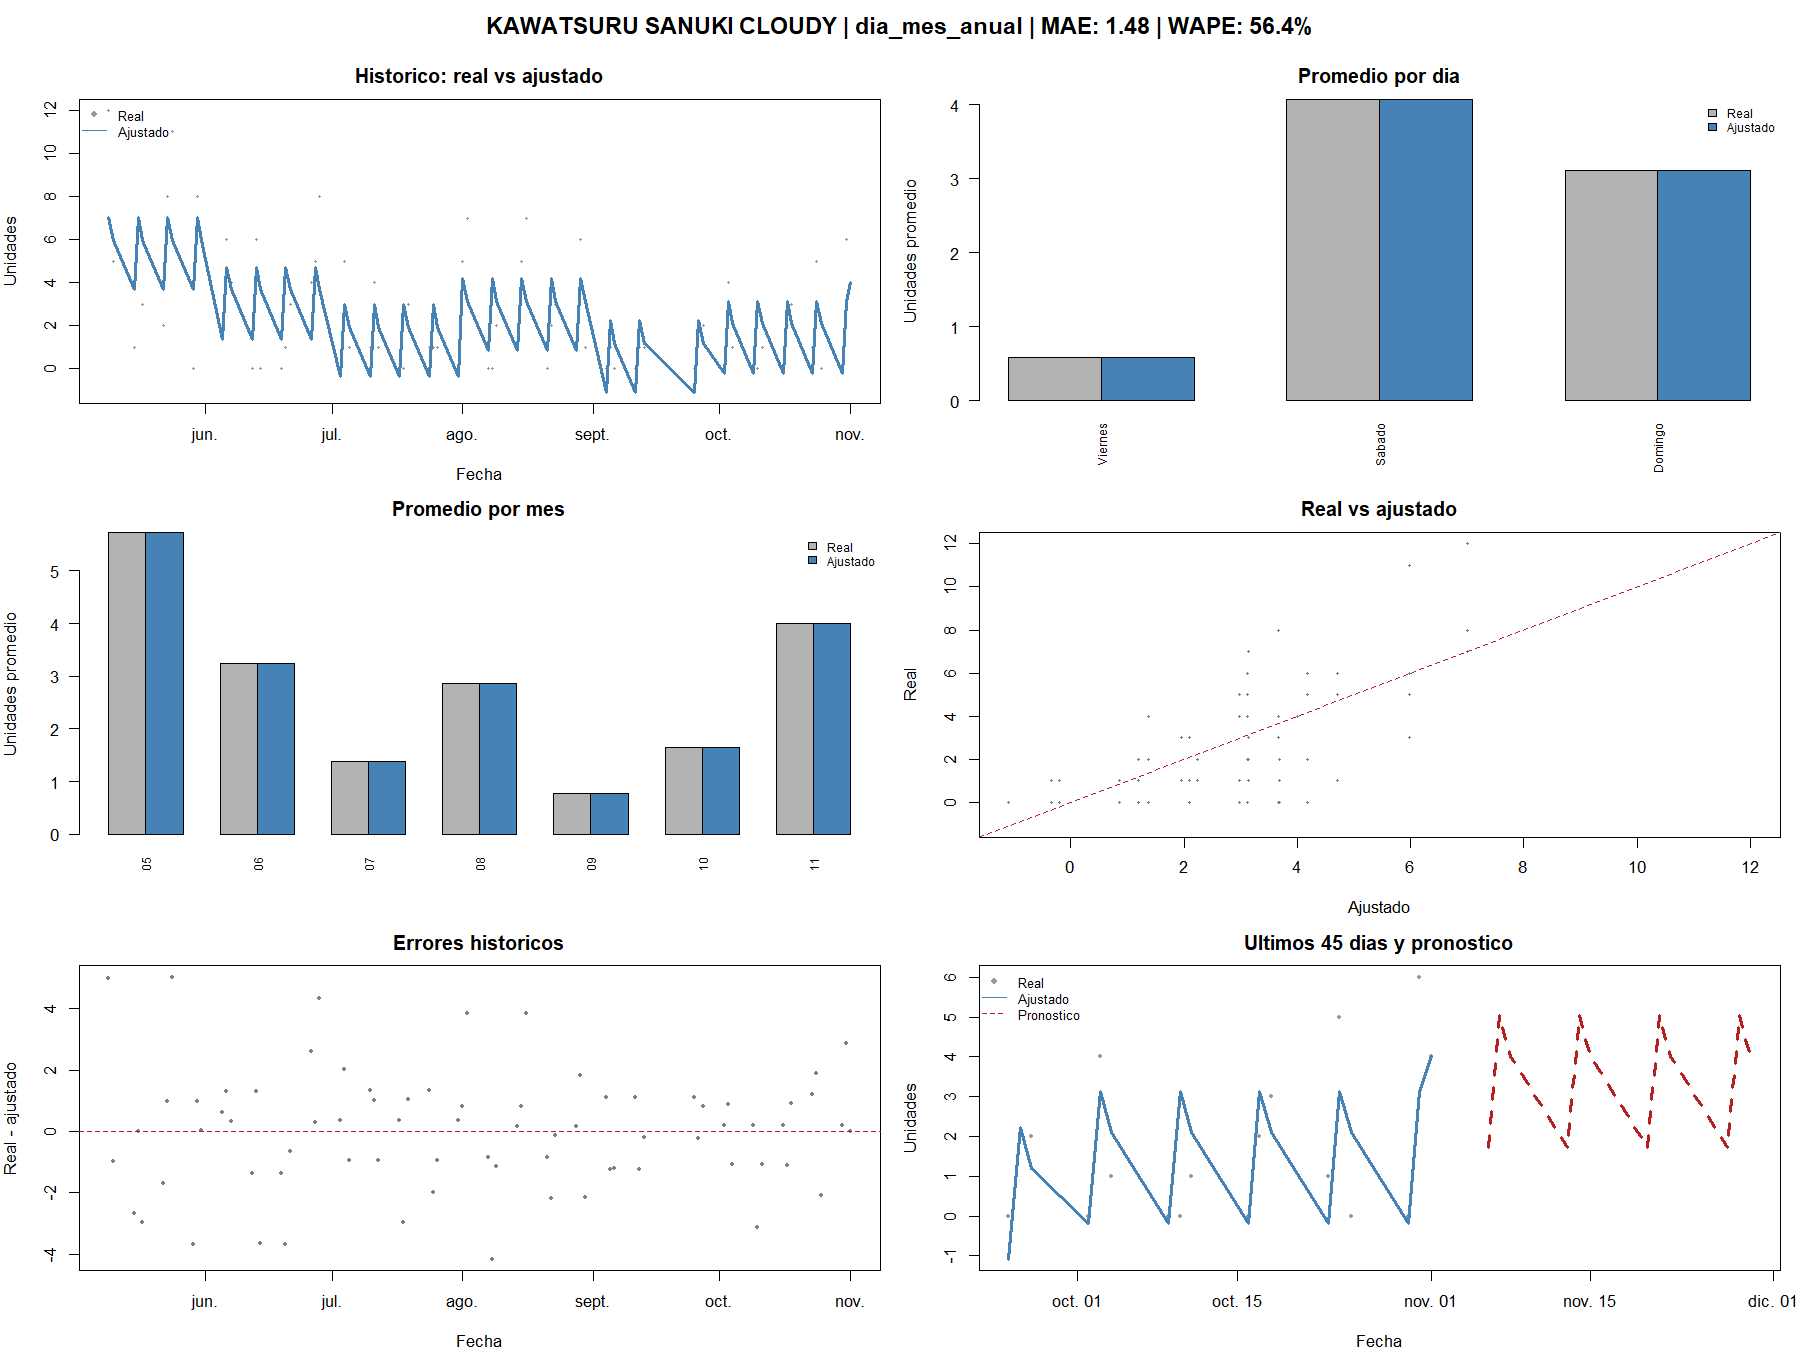 KAWATSURU SANUKI CLOUDY | dia_mes_anual | MAE: 1.48 | WAPE: 56.4%
Historico: real vs ajustado
Unidades
12
10
8
6
4
2
0
Real
Ajustado
jun.
jul.
ago.
sept.
oct.
nov.
Fecha
Promedio por dia
Unidades promedio
4
3
2
1
0
Real
Ajustado
Viernes
Sabado
Domingo
Promedio por mes
Unidades promedio
5
4
3
2
1
0
Real
Ajustado
05
06
07
08
09
10
11
Real vs ajustado
Real
12
10
8
6
4
2
0
0
2
4
6
8
10
12
Ajustado
Errores historicos
Real - ajustado
4
2
0
-2
-4
jun.
jul.
ago.
sept.
oct.
nov.
Fecha
Ultimos 45 dias y pronostico
Unidades
6
5
4
3
2
1
0
-1
Real
Ajustado
Pronostico
oct. 01
oct. 15
nov. 01
nov. 15
dic. 01
Fecha